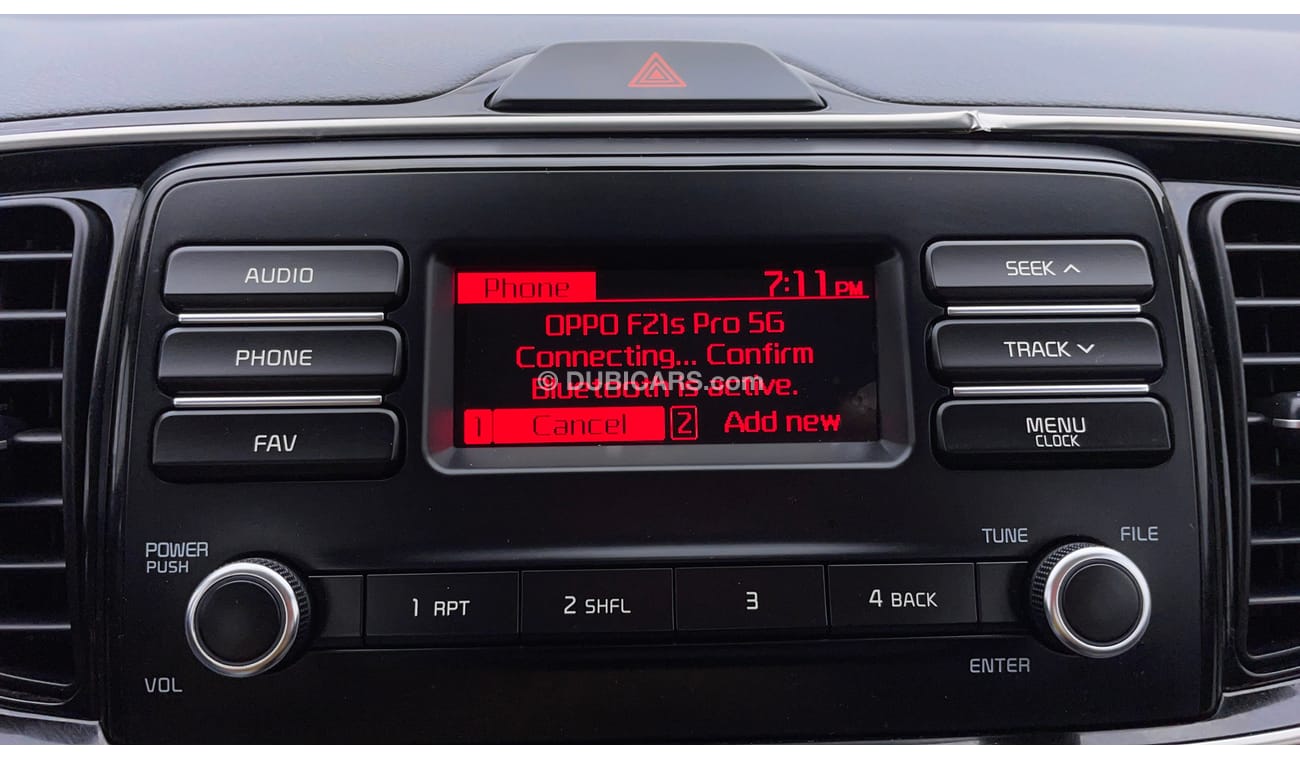 AUDIO
PHONE
FAV
Phone 7:11 PM
OPPO F21s Pro 5G
Connecting... Confirm
Bluetooth is active.
© DUBICARS.com
1 Cancel 2 Add new
SEEK
TRACK
MENU
CLOCK
POWER
PUSH
VOL
1 RPT
2 SHFL
3
4 BACK
TUNE
FILE
ENTER